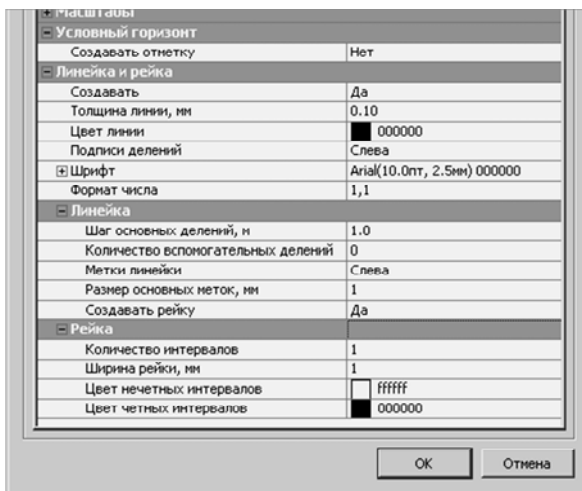 Масштабы
Условный горизонт
Создавать отметку Нет
Линейка и рейка
Создавать Да
Толщина линии, мм 0.10
Цвет линии 000000
Подписи делений Слева
Шрифт Arial(10.0пт, 2.5мм) 000000
Формат числа 1,1
Линейка
Шаг основных делений, м 1.0
Количество вспомогательных делений 0
Метки линейки Слева
Размер основных меток, мм 1
Создавать рейку Да
Рейка
Количество интервалов 1
Ширина рейки, мм 1
Цвет нечетных интервалов ffffff
Цвет четных интервалов 000000
ОК Отмена